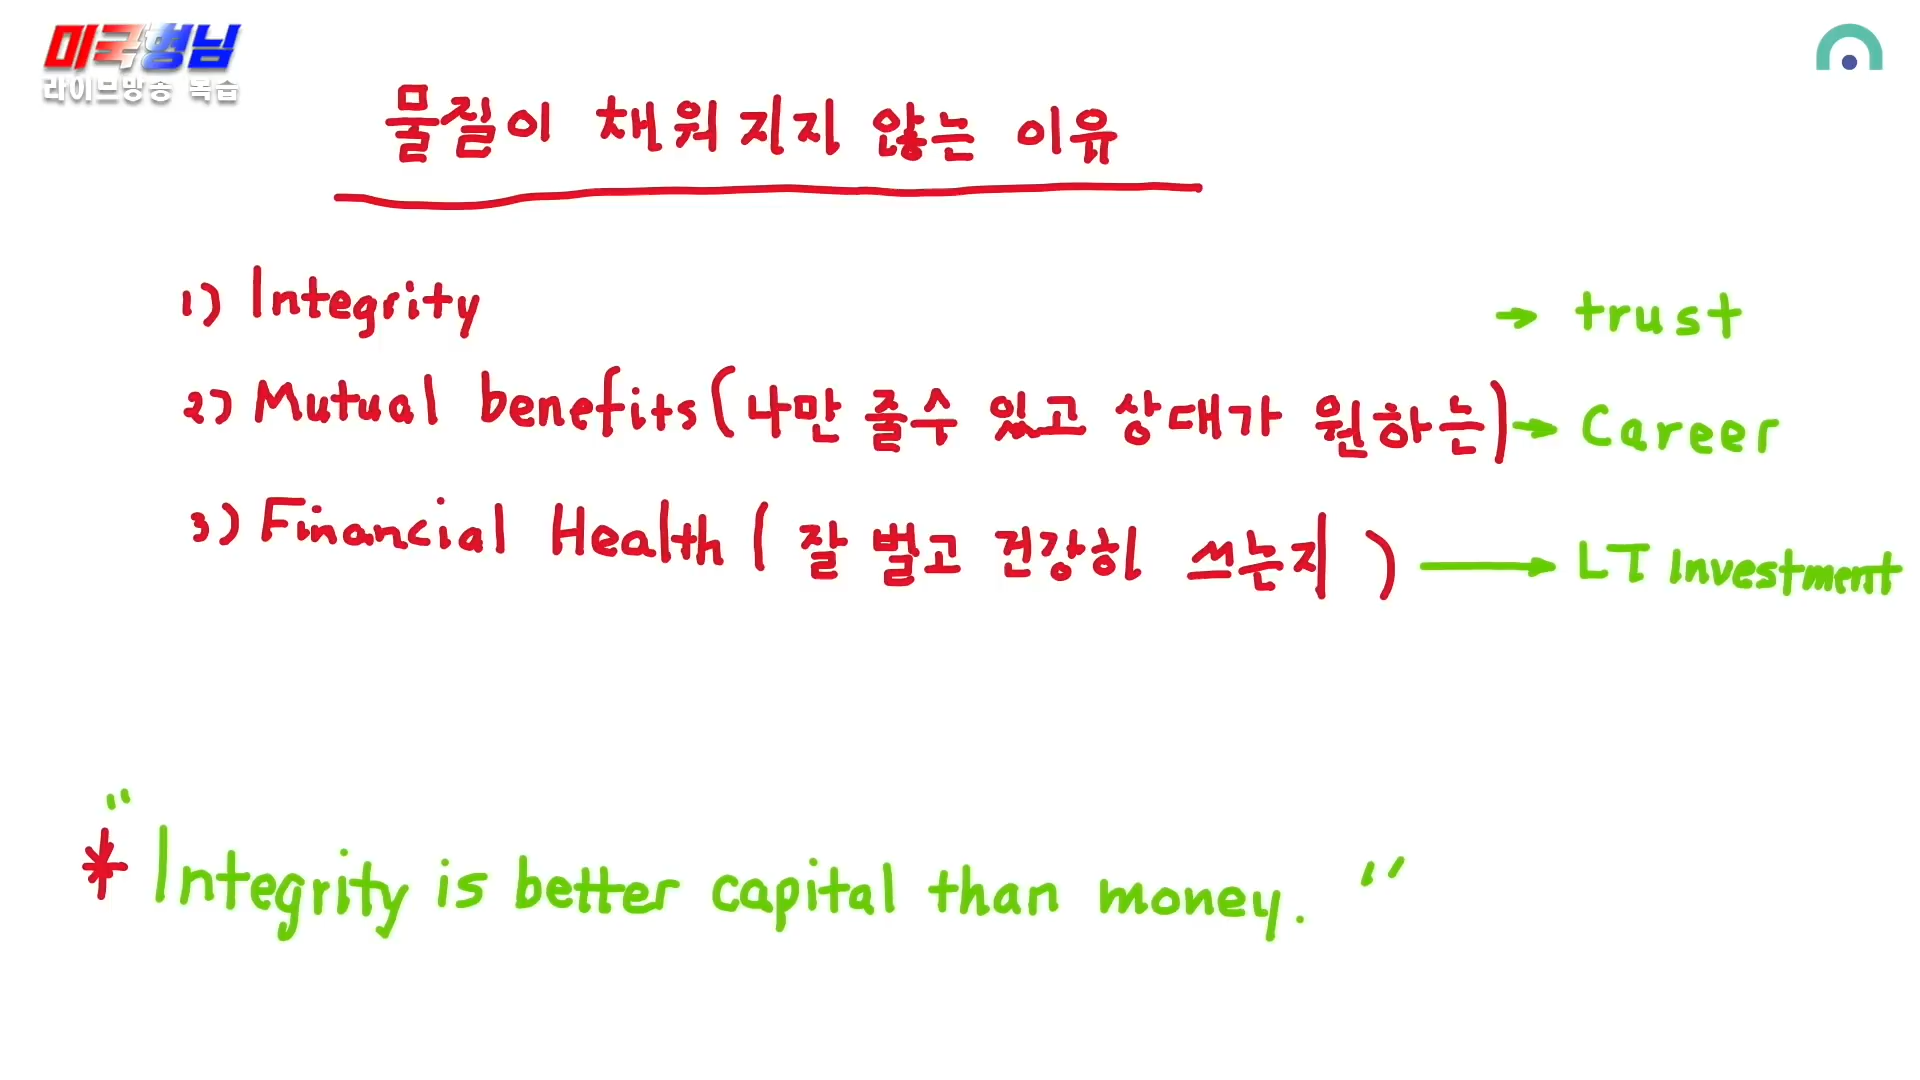 미국형님
라이브방송 복습
물질이 채워지지 않는 이유
1) Integrity → trust
2) Mutual benefits (나만 줄수 있고 상대가 원하는) → Career
3) Financial Health ( 잘 벌고 건강히 쓰는지 ) → LT Investment
* "Integrity is better capital than money."